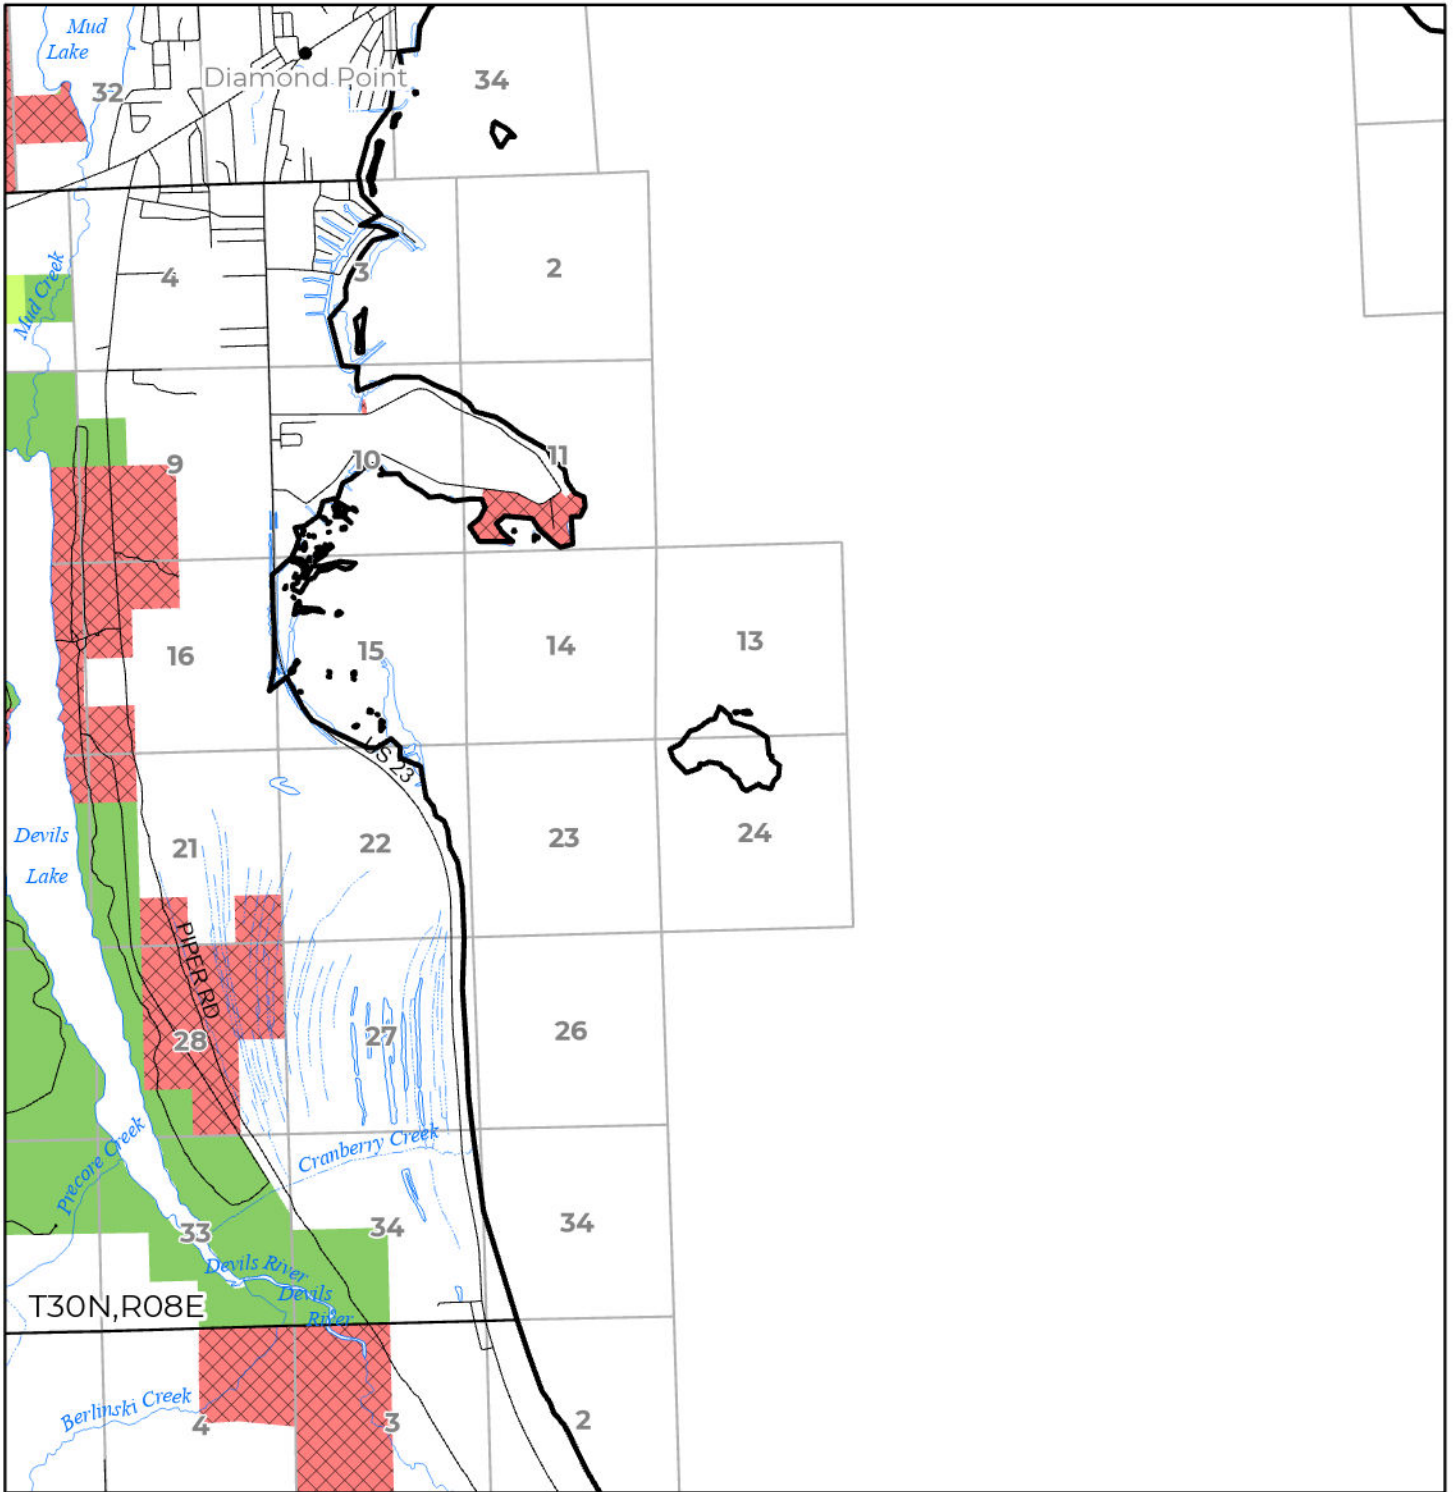 Mud
Lake
32
Diamond Point
34
Mud Creek
4
3
2
9
10
11
16
15
14
13
US 23
Devils
Lake
21
22
23
24
PIPER RD
28
27
26
Precore Creek
Cranberry Creek
33
34
34
Devils River
Devils
River
T30N,R08E
Berlinski Creek
4
3
2